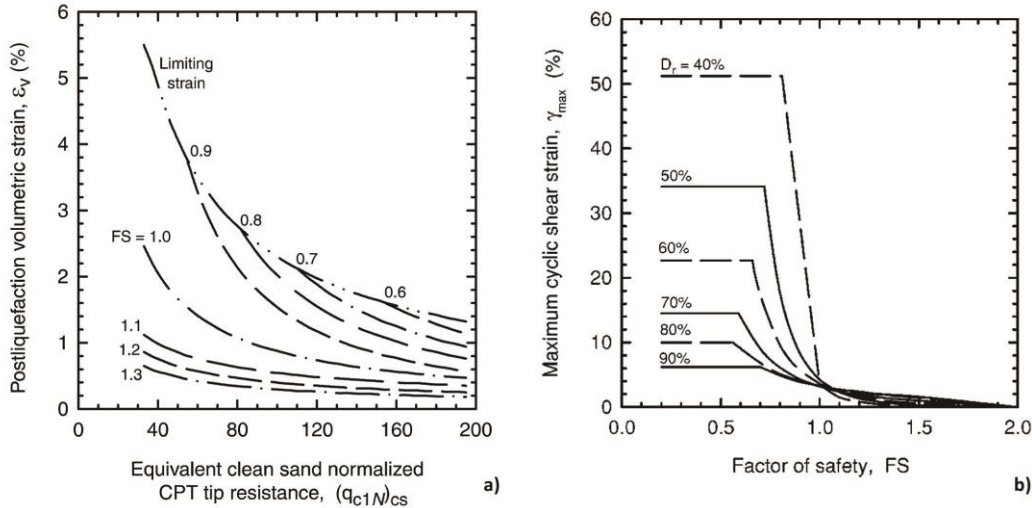 Postliquefaction volumetric strain, εv (%)
6
5
4
3
2
1
0
Limiting
strain
0.9
0.8
0.7
0.6
FS = 1.0
1.1
1.2
1.3
0 40 80 120 160 200
Equivalent clean sand normalized
CPT tip resistance, (qc1N)cs
a)
Maximum cyclic shear strain, γmax (%)
60
50
40
30
20
10
0
Dr = 40%
50%
60%
70%
80%
90%
0.0 0.5 1.0 1.5 2.0
Factor of safety, FS
b)